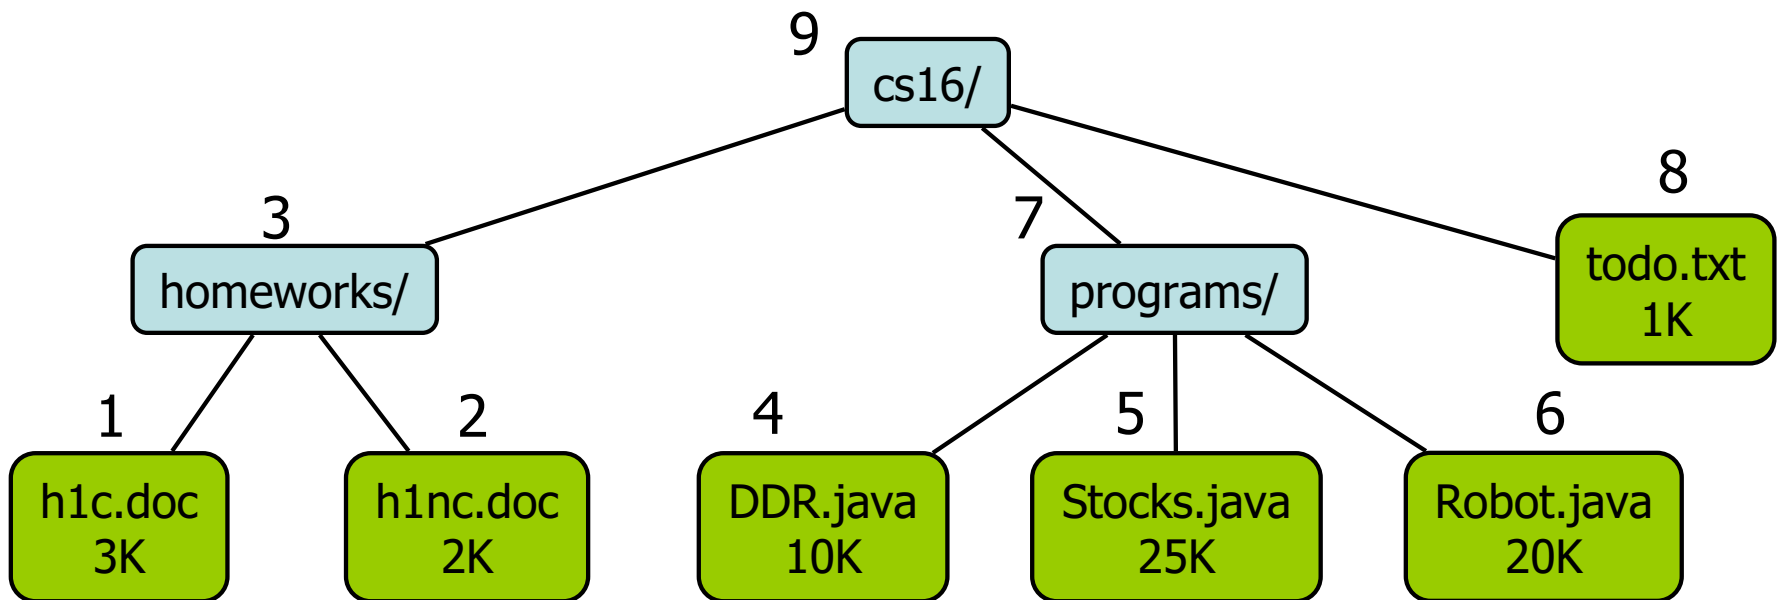 9
cs16/
3
homeworks/
7
programs/
8
todo.txt
1K
1
h1c.doc
3K
2
h1nc.doc
2K
4
DDR.java
10K
5
Stocks.java
25K
6
Robot.java
20K